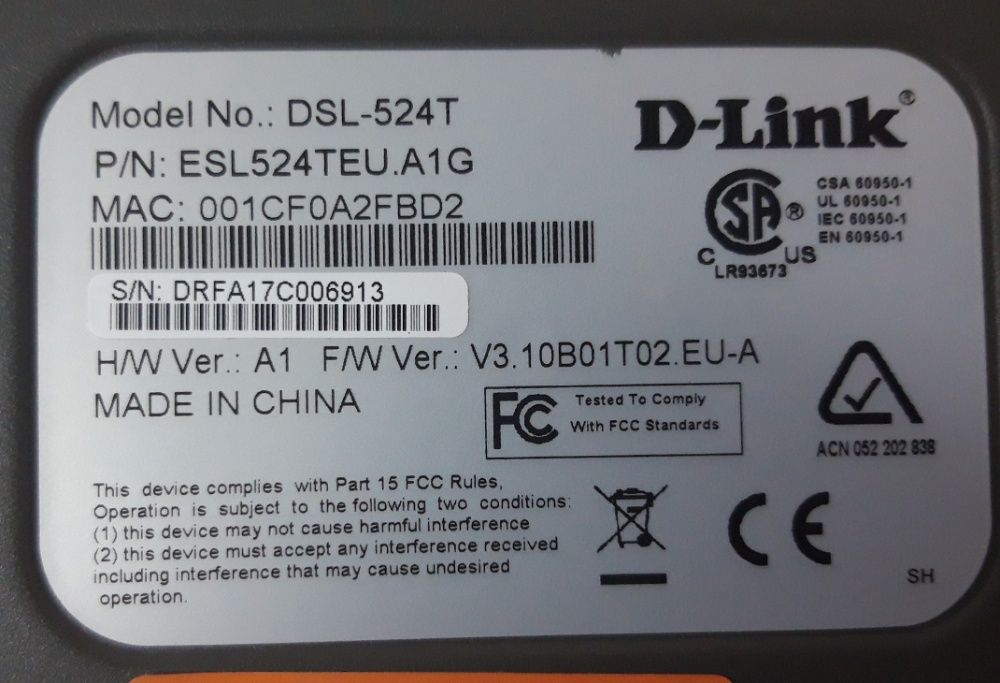 Model No.: DSL-524T
D-Link®
P/N: ESL524TEU.A1G
MAC: 001CF0A2FBD2
CSA 60950-1
UL 60950-1
IEC 60950-1
EN 60950-1
SA ®
C US
LR93673
S/N: DRFA17C006913
H/W Ver.: A1 F/W Ver.: V3.10B01T02.EU-A
MADE IN CHINA
FC Tested To Comply
With FCC Standards
ACN 052 202 838
This device complies with Part 15 FCC Rules,
Operation is subject to the following two conditions:
(1) this device may not cause harmful interference
(2) this device must accept any interference received
including interference that may cause undesired
operation.
CE
SH